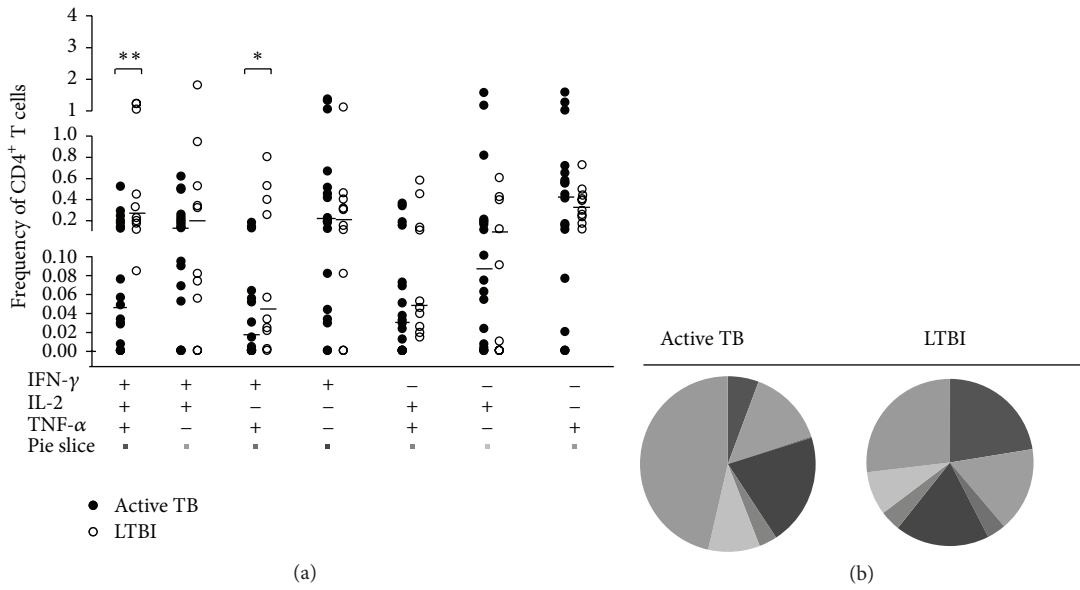 Frequency of CD4+ T cells
4
3
2
1
1.0
0.8
0.6
0.4
0.2
0.10
0.08
0.06
0.04
0.02
0.00
** *
IFN-γ + + + + − − −
IL-2 + + − − + + −
TNF-α + − + − + − +
Pie slice
Active TB
LTBI
(a)
Active TB LTBI
(b)